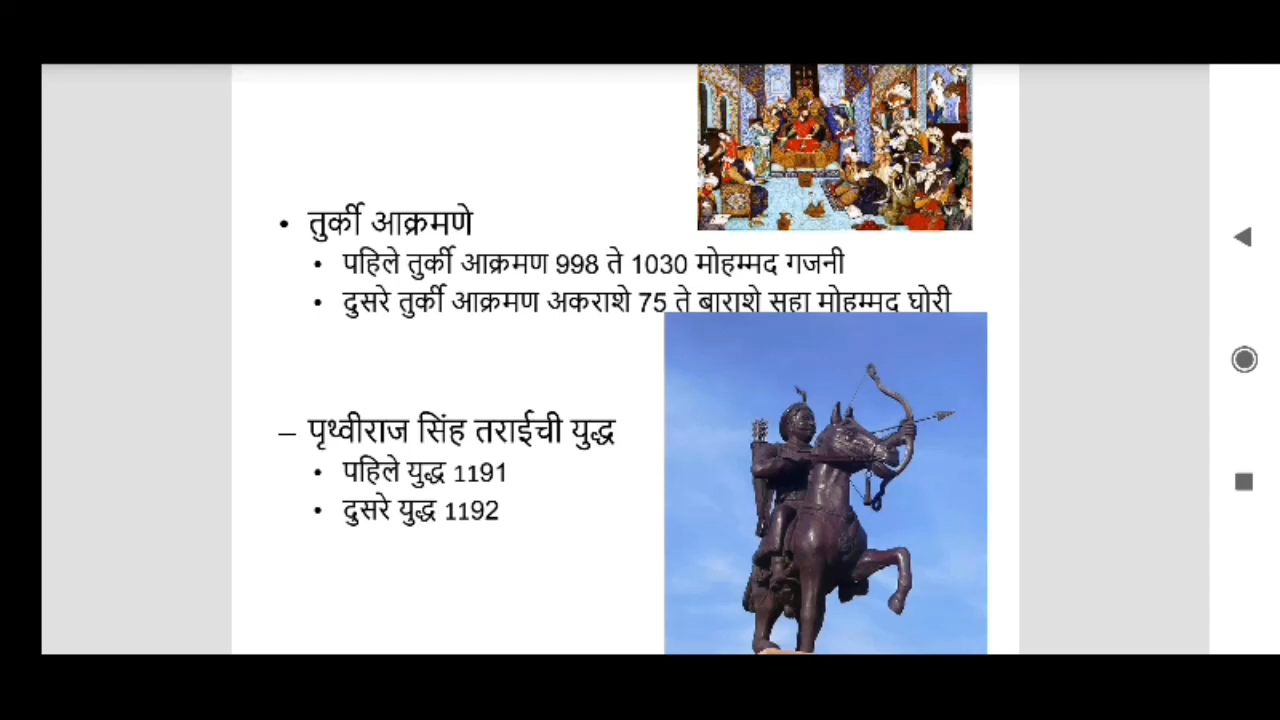 • तुर्की आक्रमणे
• पहिले तुर्की आक्रमण 998 ते 1030 मोहम्मद गजनी
• दुसरे तुर्की आक्रमण अकराशे 75 ते बाराशे सहा मोहम्मद घोरी
– पृथ्वीराज सिंह तराईची युद्ध
• पहिले युद्ध 1191
• दुसरे युद्ध 1192